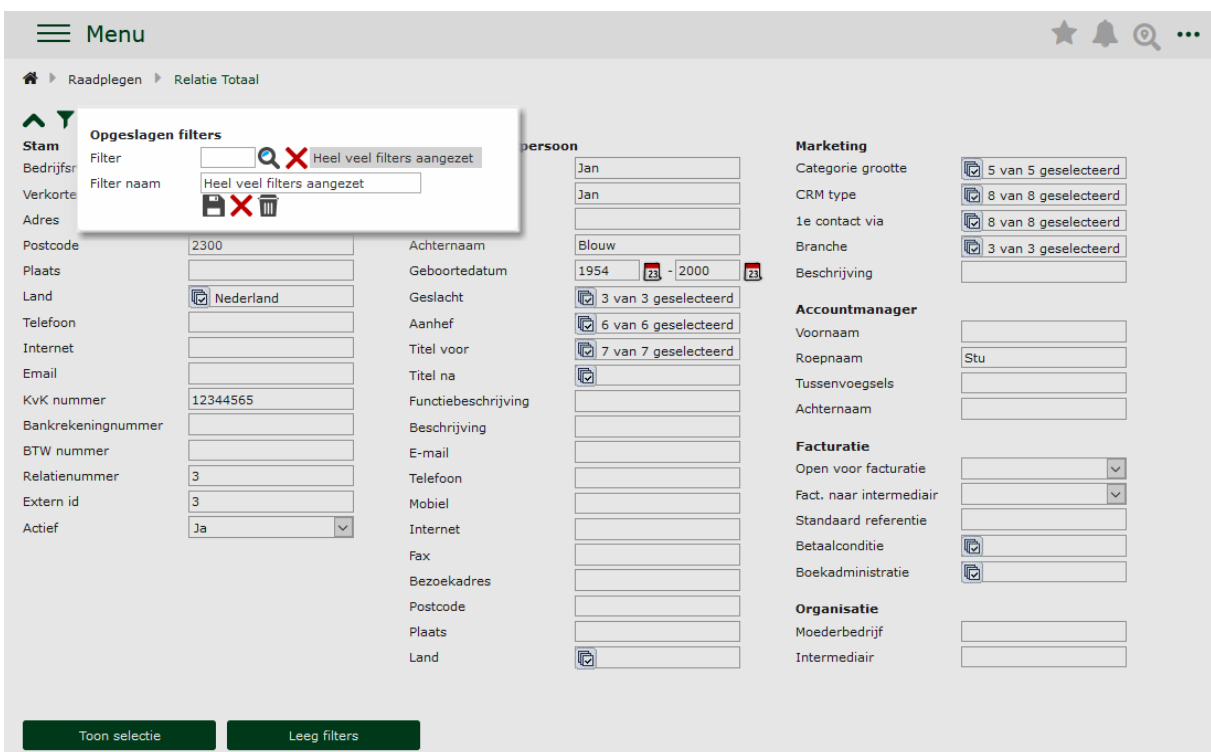 Menu
Raadplegen Relatie Totaal
Opgeslagen filters
Filter Heel veel filters aangezet
Filter naam Heel veel filters aangezet
Stam
Bedrijfsr
Verkorte
Adres
Postcode 2300
Plaats
Land Nederland
Telefoon
Internet
Email
KvK nummer 12344565
Bankrekeningnummer
BTW nummer
Relatienummer 3
Extern id 3
Actief Ja
persoon
Jan
Jan
Achternaam Blouw
Geboortedatum 1954 23 - 2000 23
Geslacht 3 van 3 geselecteerd
Aanhef 6 van 6 geselecteerd
Titel voor 7 van 7 geselecteerd
Titel na
Functiebeschrijving
Beschrijving
E-mail
Telefoon
Mobiel
Internet
Fax
Bezoekadres
Postcode
Plaats
Land
Marketing
Categorie grootte 5 van 5 geselecteerd
CRM type 8 van 8 geselecteerd
1e contact via 8 van 8 geselecteerd
Branche 3 van 3 geselecteerd
Beschrijving
Accountmanager
Voornaam
Roepnaam Stu
Tussenvoegsels
Achternaam
Facturatie
Open voor facturatie
Fact. naar intermediair
Standaard referentie
Betaalconditie
Boekadministratie
Organisatie
Moederbedrijf
Intermediair
Toon selectie Leeg filters